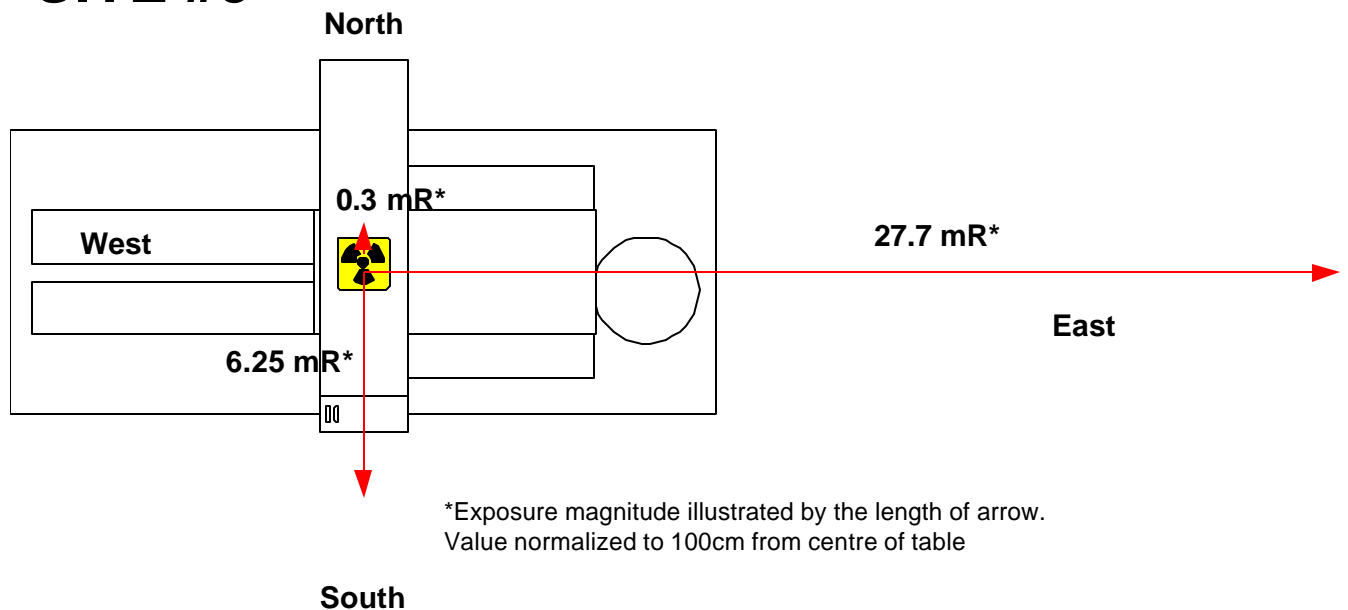 North
0.3 mR*
West
27.7 mR*
East
6.25 mR*
*Exposure magnitude illustrated by the length of arrow.
Value normalized to 100cm from centre of table
South